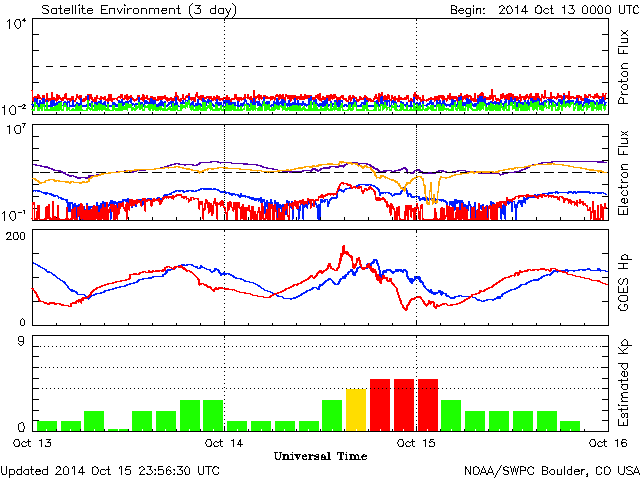 Satellite Environment (3 day) Begin: 2014 Oct 13 0000 UTC
10^4
10^-2
Proton Flux
10^7
10^-1
Electron Flux
200
0
GOES Hp
9
0
Estimated Kp
Oct 13 Oct 14 Oct 15 Oct 16
Universal Time
Updated 2014 Oct 15 23:56:30 UTC NOAA/SWPC Boulder, CO USA